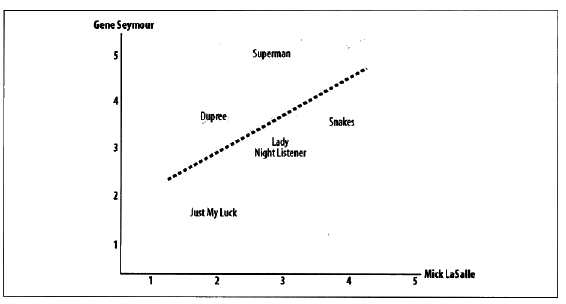 Gene Seymour
5
Superman
4
Dupree
Snakes
3
Lady
Night Listener
2
Just My Luck
1
1 2 3 4 5 Mick LaSalle